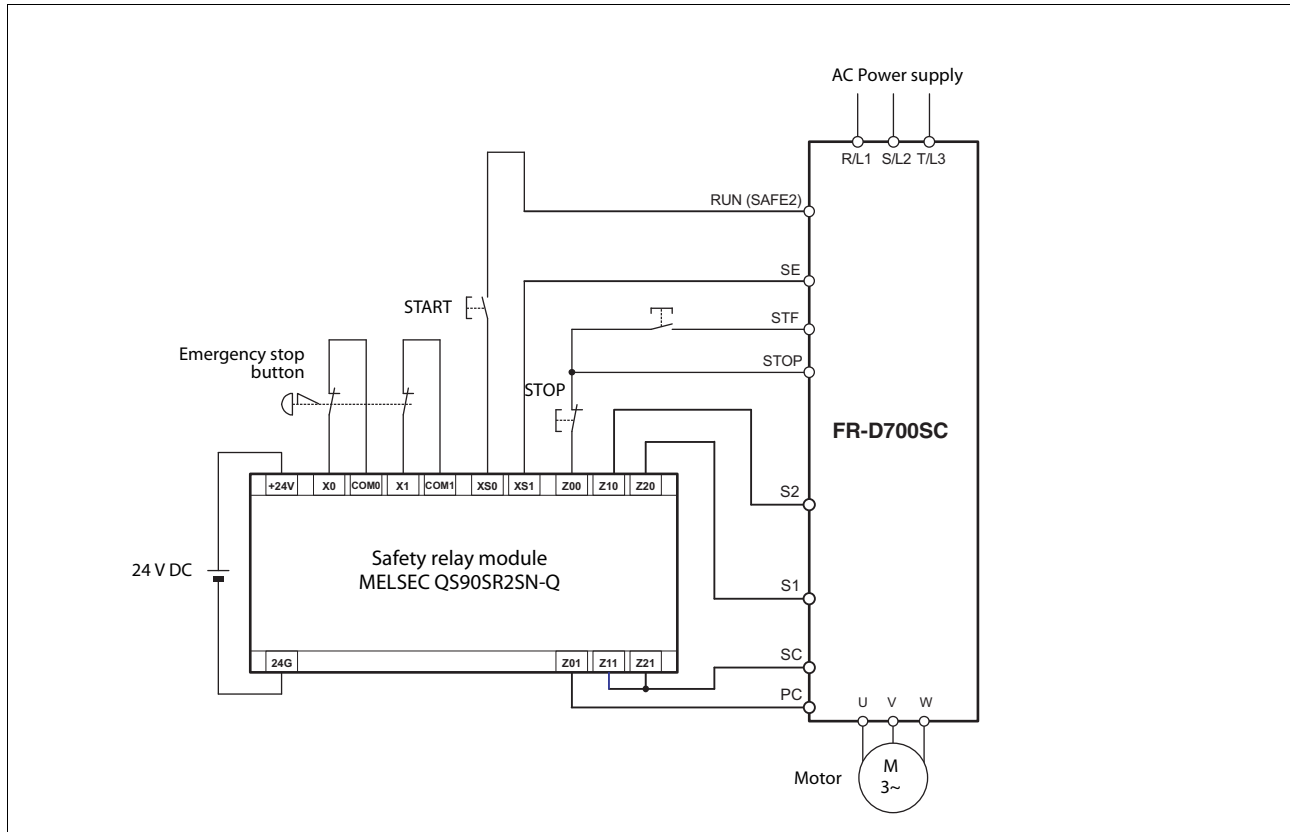 AC Power supply
R/L1 S/L2 T/L3
RUN (SAFE2)
SE
START
STF
Emergency stop
button
STOP
STOP
FR-D700SC
+24V X0 COM0 X1 COM1 XS0 XS1 Z00 Z10 Z20
S2
24 V DC
Safety relay module
MELSEC QS90SR2SN-Q
S1
24G Z01 Z11 Z21
SC
PC
U V W
Motor
M
3~